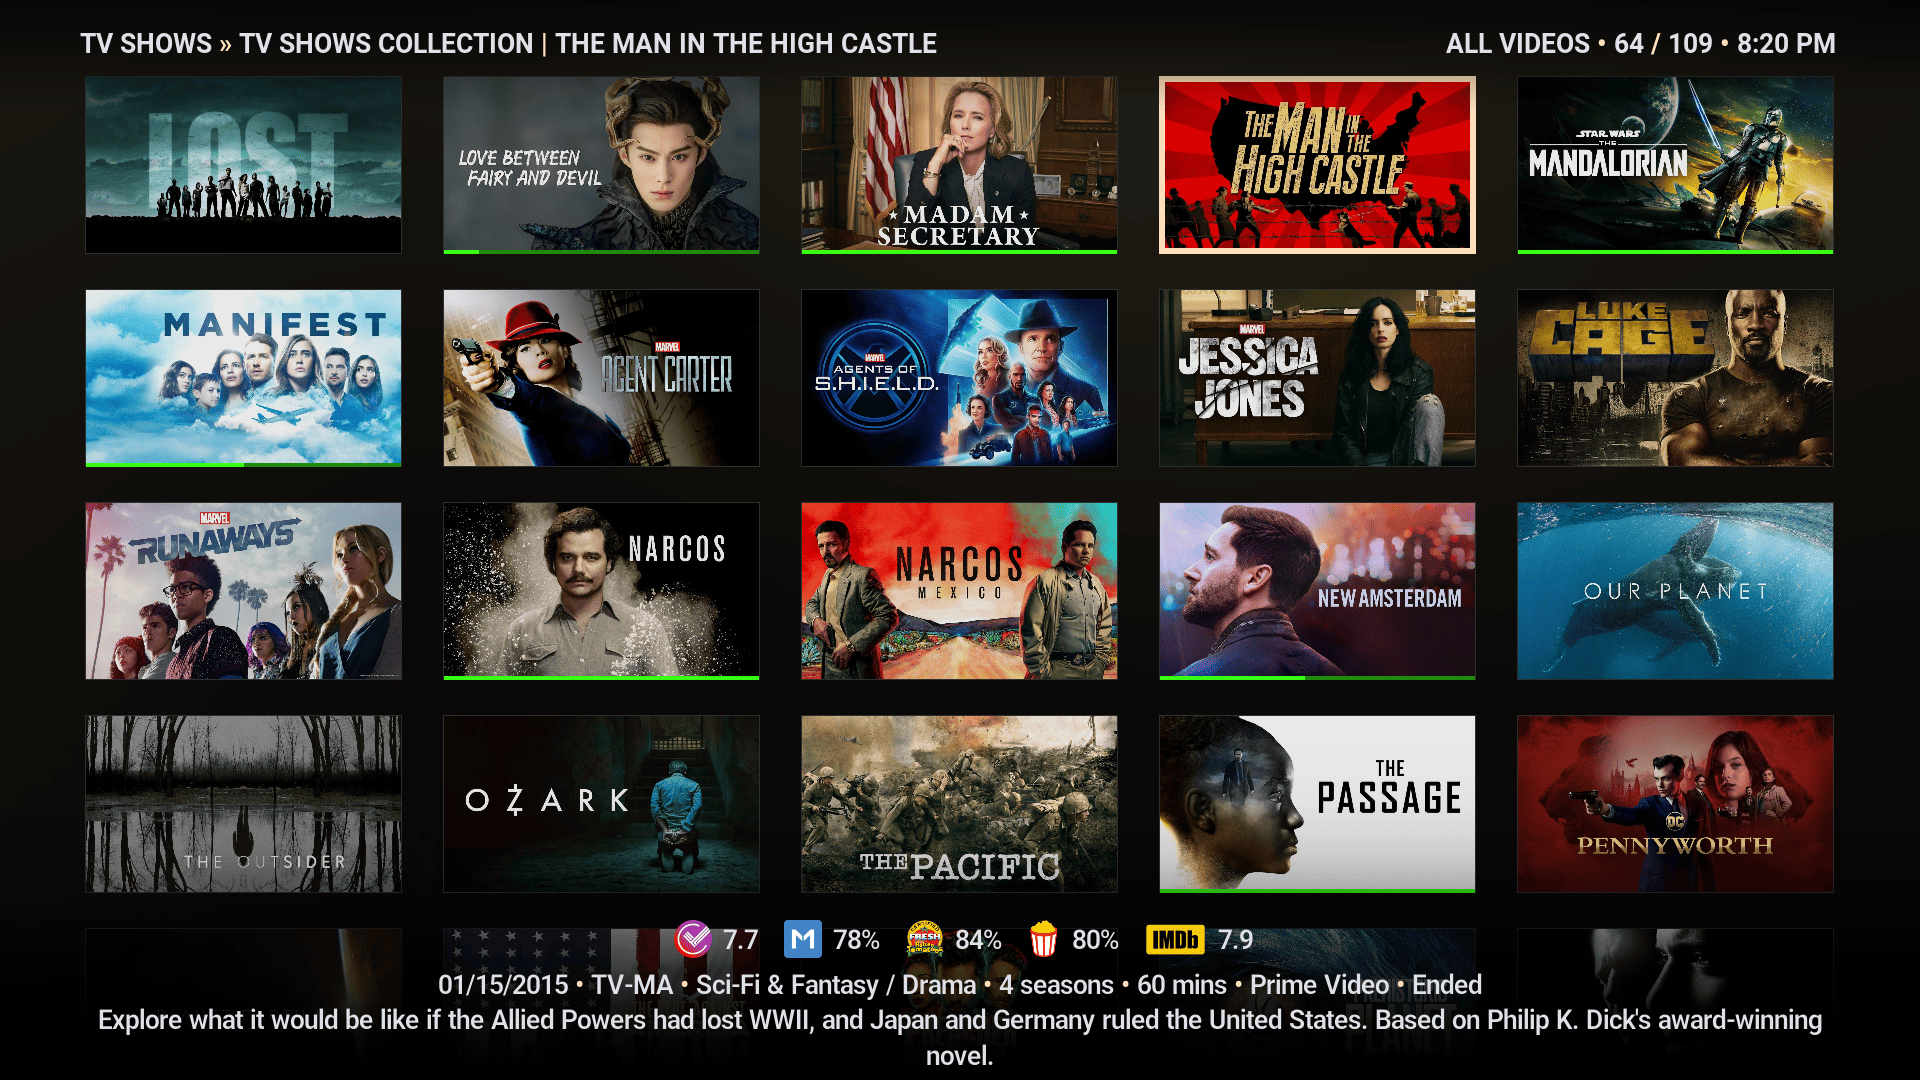 TV SHOWS » TV SHOWS COLLECTION | THE MAN IN THE HIGH CASTLE
ALL VIDEOS • 64 / 109 • 8:20 PM
LOST
LOVE BETWEEN
FAIRY AND DEVIL
MADAM
SECRETARY
THE MAN IN THE
HIGH CASTLE
STAR WARS
THE
MANDALORIAN
MANIFEST
MARVEL
AGENT CARTER
MARVEL
AGENTS OF
S.H.I.E.L.D.
MARVEL
JESSICA
JONES
LUKE
CAGE
MARVEL
RUNAWAYS
NARCOS
NARCOS
MEXICO
NEW AMSTERDAM
OUR PLANET
THE OUTSIDER
OZARK
THE PACIFIC
THE
PASSAGE
DC
PENNYWORTH
7.7 M 78% FRESH 84% 80% IMDb 7.9
01/15/2015 • TV-MA • Sci-Fi & Fantasy / Drama • 4 seasons • 60 mins • Prime Video • Ended
Explore what it would be like if the Allied Powers had lost WWII, and Japan and Germany ruled the United States. Based on Philip K. Dick's award-winning
novel.